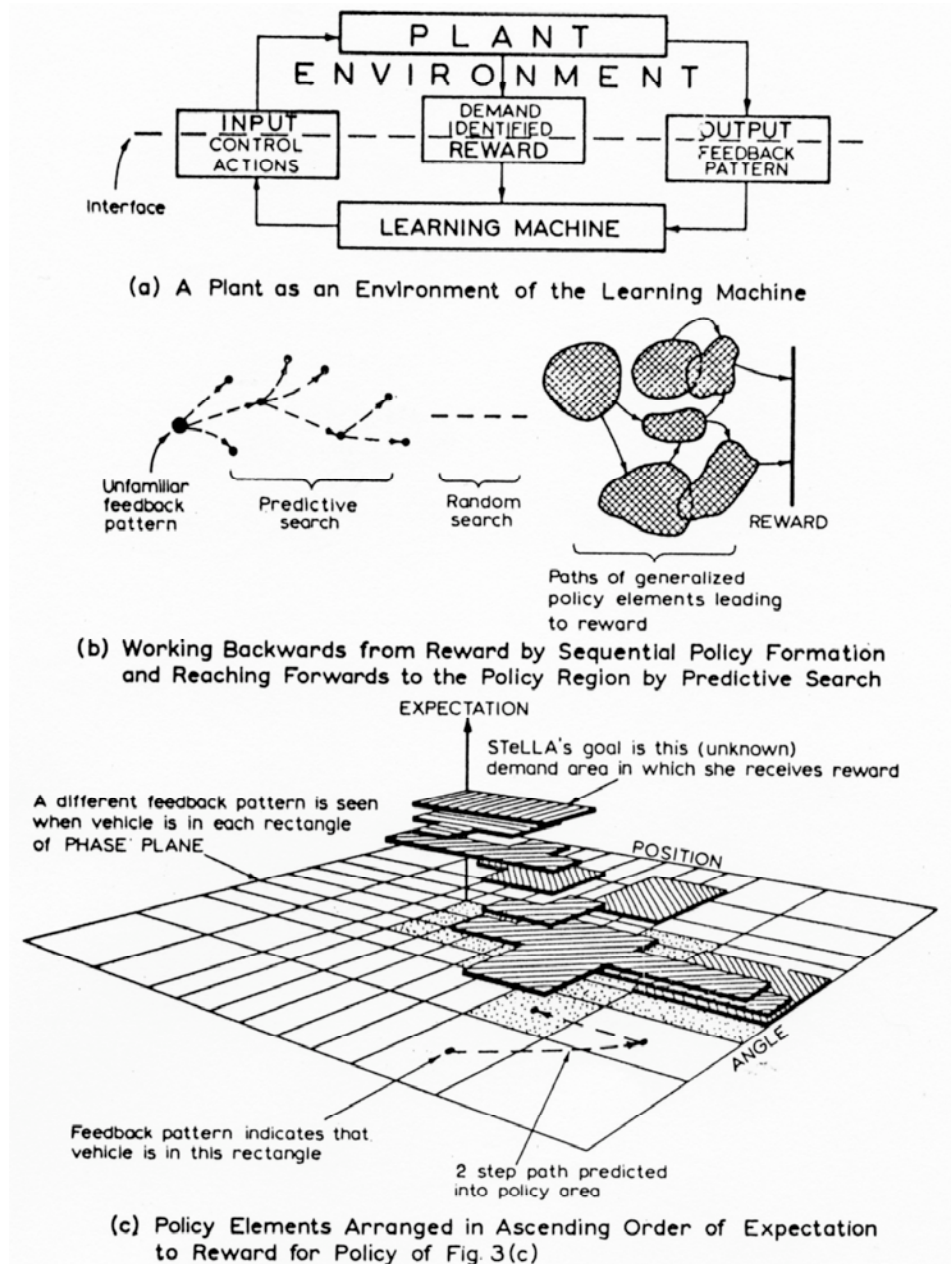 PLANT
ENVIRONMENT
INPUT
CONTROL
ACTIONS
DEMAND
IDENTIFIED
REWARD
OUTPUT
FEEDBACK
PATTERN
Interface
LEARNING MACHINE
(a) A Plant as an Environment of the Learning Machine
Unfamiliar
feedback
pattern
Predictive
search
Random
search
REWARD
Paths of generalized
policy elements leading
to reward
(b) Working Backwards from Reward by Sequential Policy Formation
and Reaching Forwards to the Policy Region by Predictive Search
EXPECTATION
STeLLA's goal is this (unknown)
demand area in which she receives reward
A different feedback pattern is seen
when vehicle is in each rectangle
of PHASE PLANE
POSITION
ANGLE
Feedback pattern indicates that
vehicle is in this rectangle
2 step path predicted
into policy area
(c) Policy Elements Arranged in Ascending Order of Expectation
to Reward for Policy of Fig. 3(c)